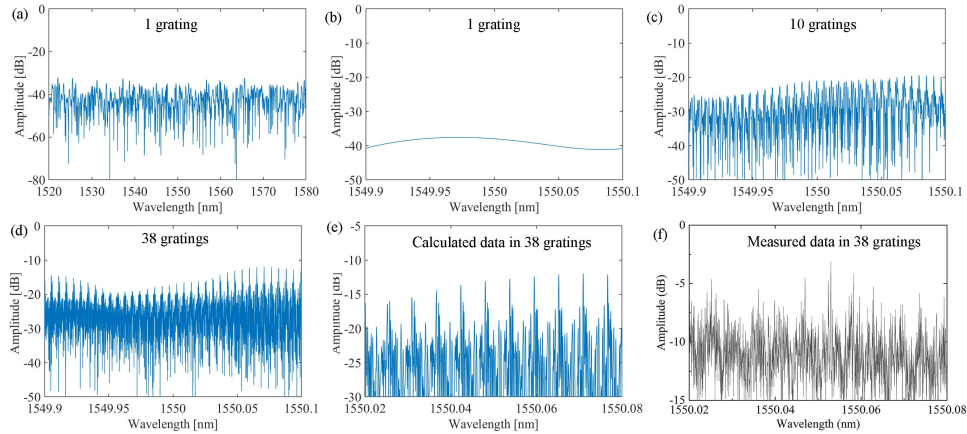 (a)
1 grating
0
-20
-40
-60
-80
Amplitude [dB]
1520 1530 1540 1550 1560 1570 1580
Wavelength [nm]
(b)
1 grating
0
-10
-20
-30
-40
-50
Amplitude [dB]
1549.9 1549.95 1550 1550.05 1550.1
Wavelength [nm]
(c)
10 gratings
0
-10
-20
-30
-40
-50
Amplitude [dB]
1549.9 1549.95 1550 1550.05 1550.1
Wavelength [nm]
(d)
38 gratings
0
-10
-20
-30
-40
-50
Amplitude [dB]
1549.9 1549.95 1550 1550.05 1550.1
Wavelength [nm]
(e)
Calculated data in 38 gratings
-5
-10
-15
-20
-25
-30
Amplitude [dB]
1550.02 1550.04 1550.06 1550.08
Wavelength [nm]
(f)
Measured data in 38 gratings
0
-5
-10
-15
Amplitude (dB)
1550.02 1550.04 1550.06 1550.08
Wavelength (nm)